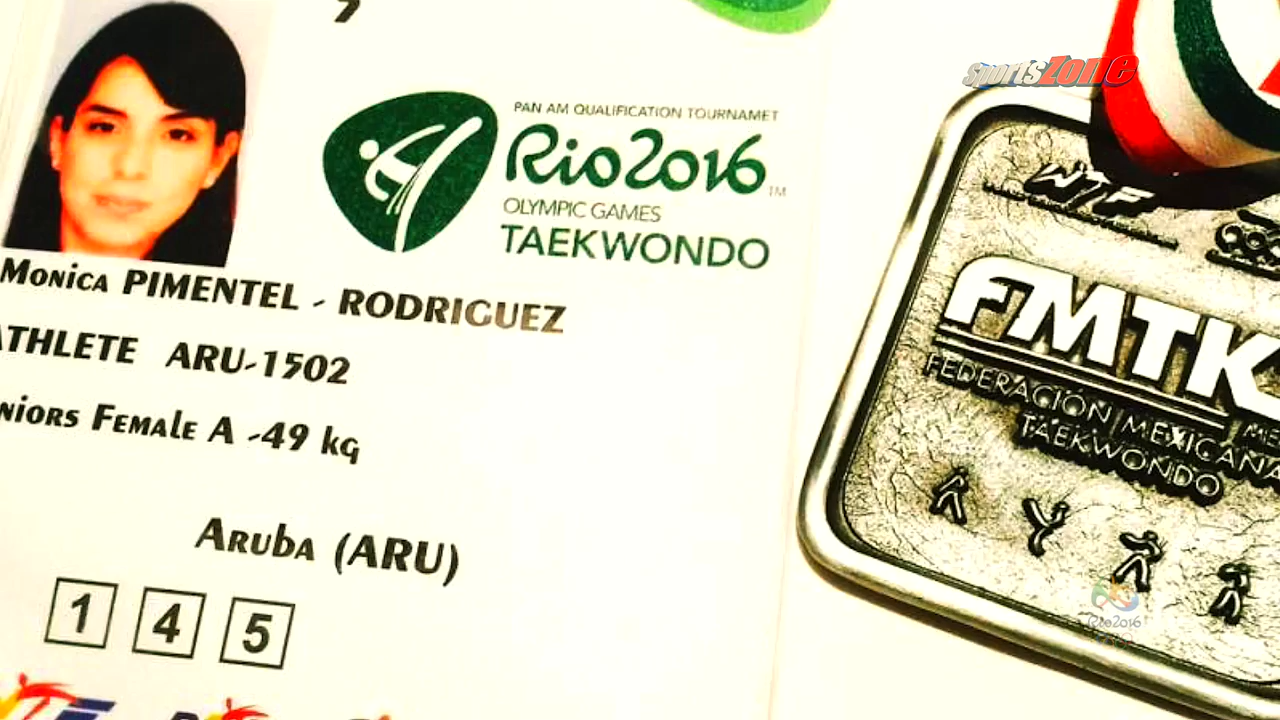 PAN AM QUALIFICATION TOURNAMET
Rio2016
TM
OLYMPIC GAMES
TAEKWONDO
Monica PIMENTEL - RODRIGUEZ
ATHLETE ARU-1502
niors Female A -49 kg
Aruba (ARU)
1 4 5
SportsZone
WTF
FMTK
FEDERACIÓN MEXICANA
TAEKWONDO
Rio2016